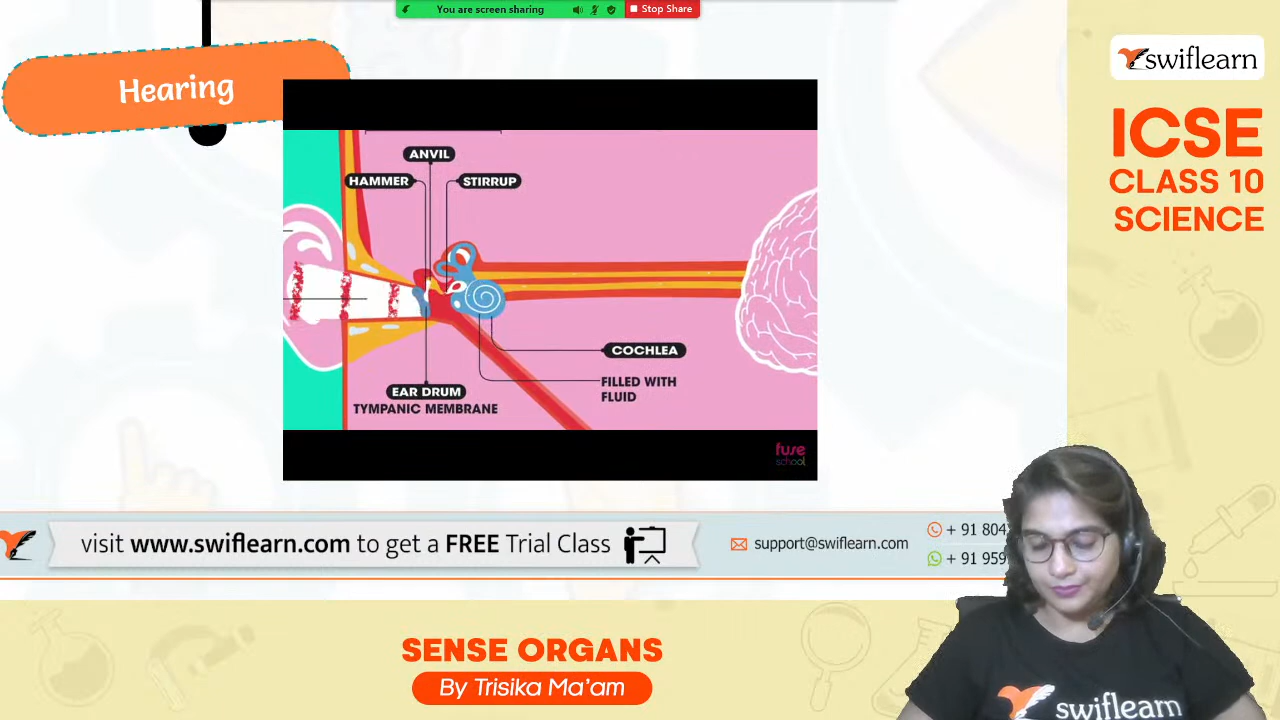 You are screen sharing
Stop Share
Hearing
swiflearn
ICSE
CLASS 10
SCIENCE
ANVIL
HAMMER
STIRRUP
COCHLEA
FILLED WITH
FLUID
EAR DRUM
TYMPANIC MEMBRANE
fuse
school
visit www.swiflearn.com to get a FREE Trial Class
support@swiflearn.com
+ 91 804
+ 91 959
SENSE ORGANS
By Trisika Ma'am
swiflearn